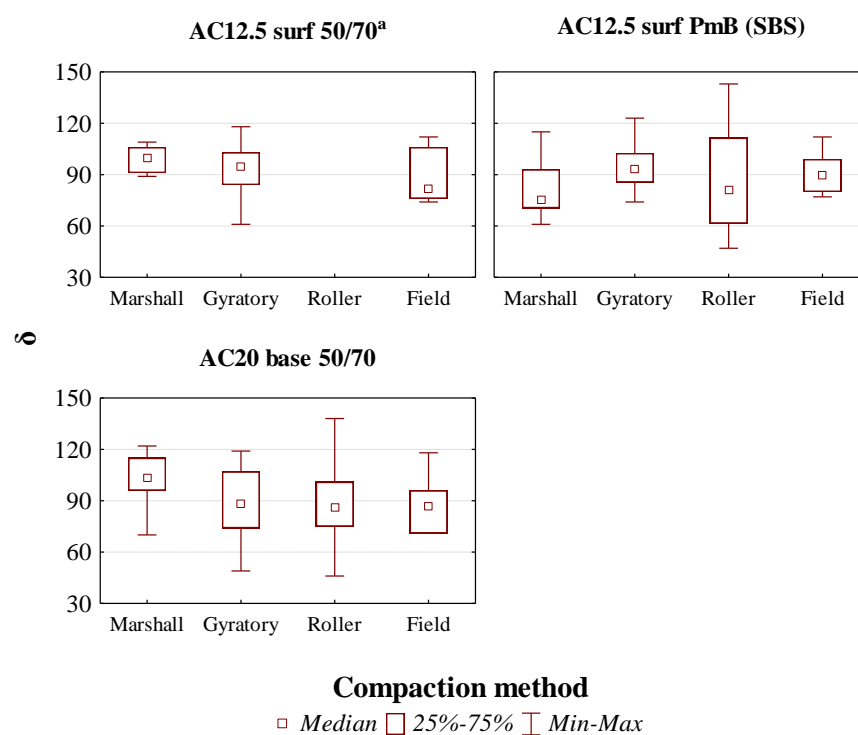 AC12.5 surf 50/70ᵃ
AC12.5 surf PmB (SBS)
150
120
90
60
30
Marshall Gyratory Roller Field
Marshall Gyratory Roller Field
δ
AC20 base 50/70
150
120
90
60
30
Marshall Gyratory Roller Field
Compaction method
Median 25%-75% Min-Max